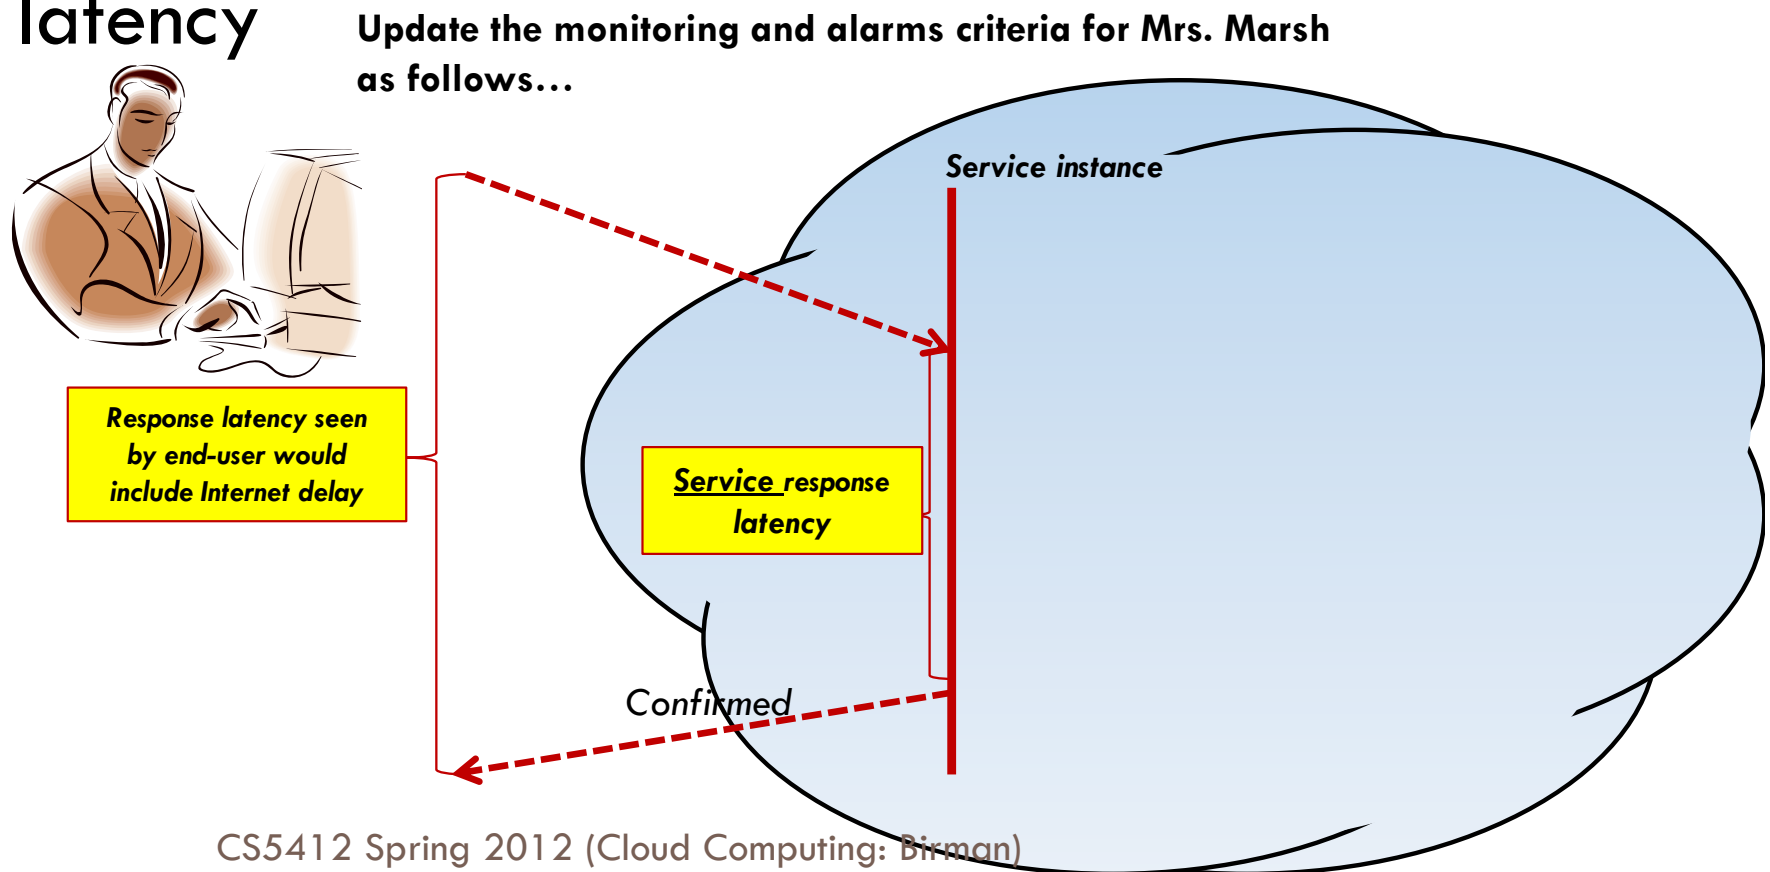 latency
Update the monitoring and alarms criteria for Mrs. Marsh
as follows…
Service instance
Response latency seen
by end-user would
include Internet delay
Service response
latency
Confirmed
CS5412 Spring 2012 (Cloud Computing: Birman)